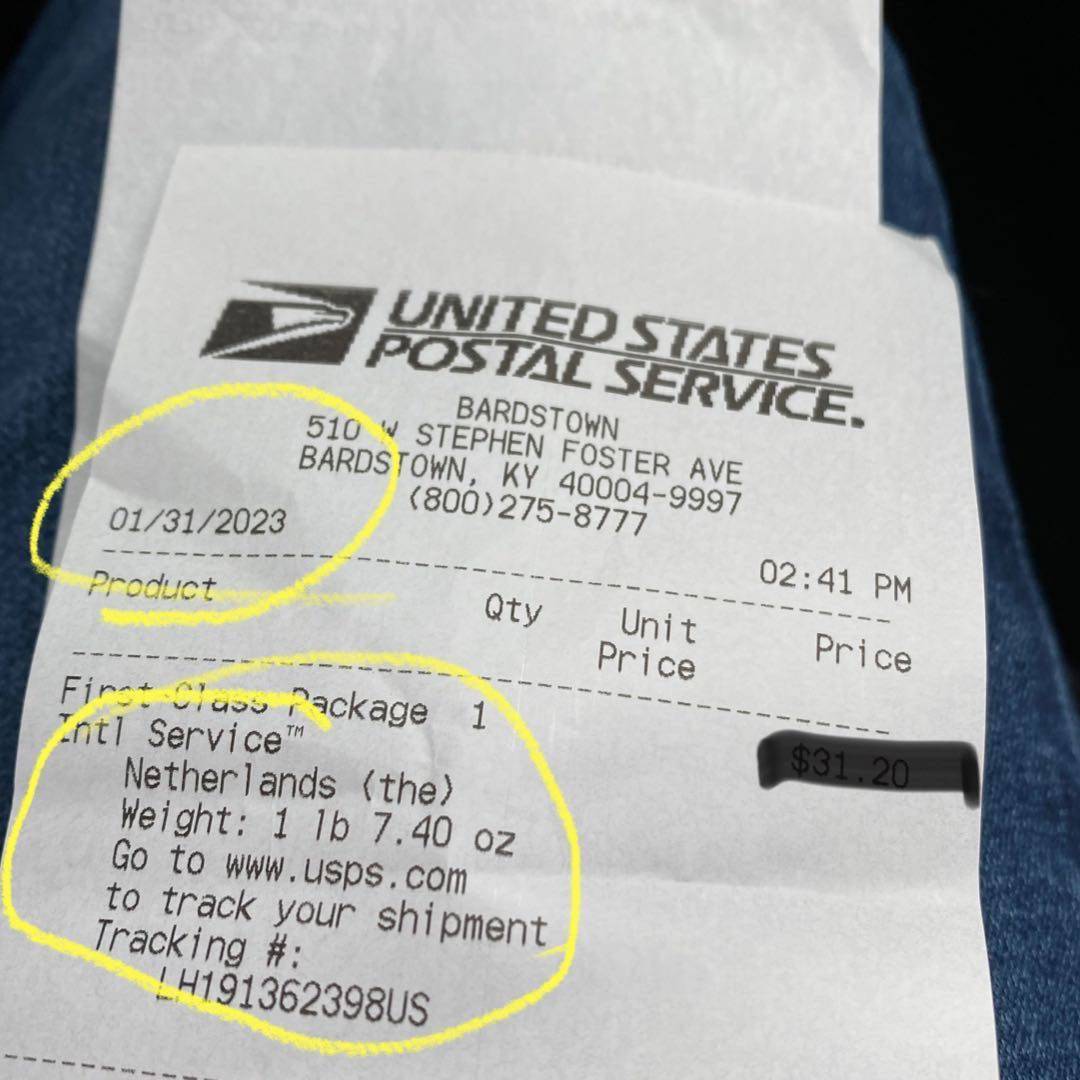 UNITED STATES
POSTAL SERVICE.
BARDSTOWN
510 W STEPHEN FOSTER AVE
BARDSTOWN, KY 40004-9997
(800)275-8777
01/31/2023 02:41 PM
Product Qty Unit Price
Price
First-Class Package 1 $31.20
Intl Service™
Netherlands (the)
Weight: 1 lb 7.40 oz
Go to www.usps.com
to track your shipment
Tracking #:
LH191362398US